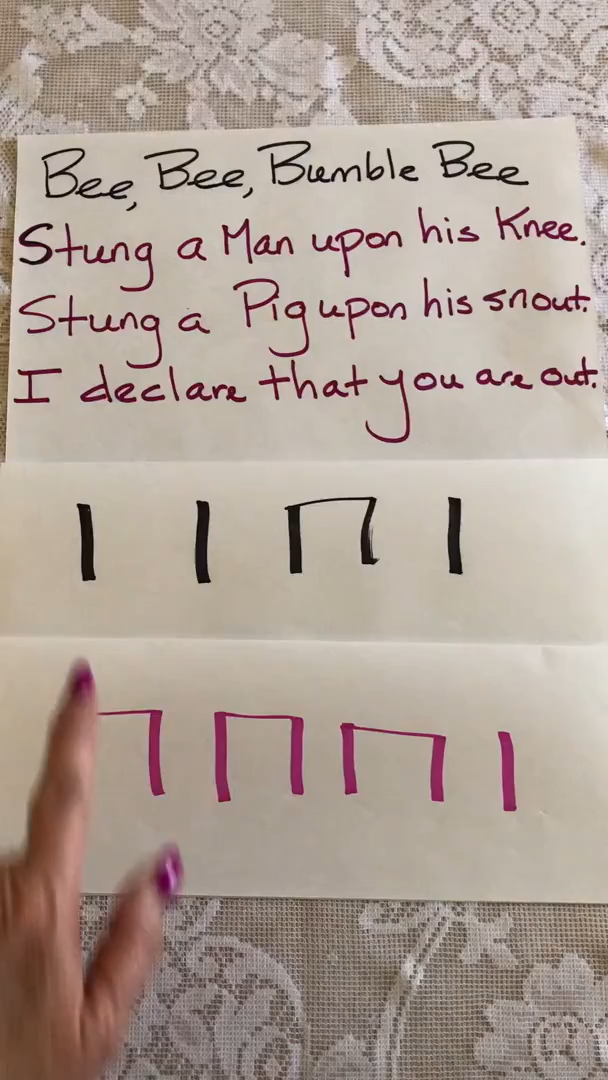 Bee, Bee, Bumble Bee
Stung a Man upon his Knee.
Stung a Pig upon his snout.
I declare that you are out.